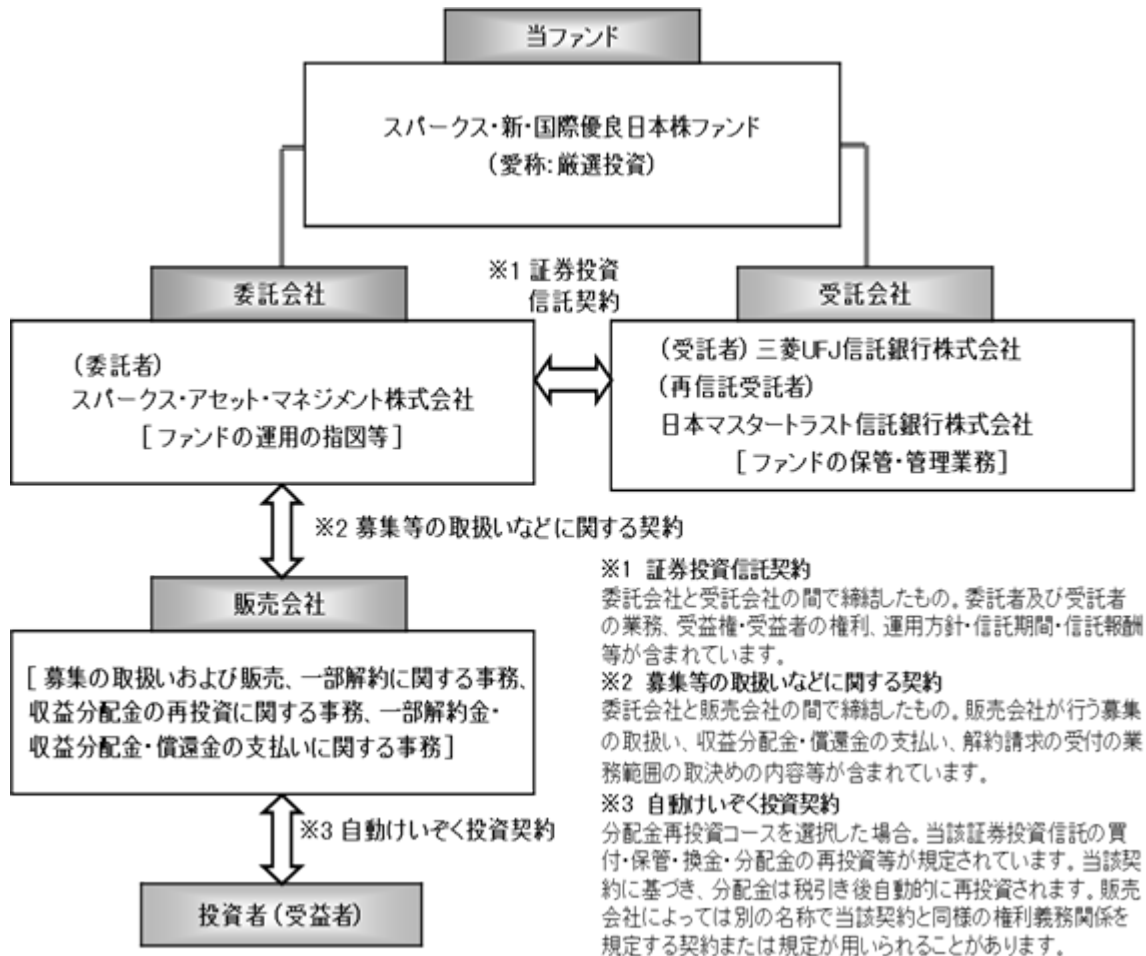 当ファンド
スパークス・新・国際優良日本株ファンド
(愛称:厳選投資)
委託会社
※1 証券投資
信託契約
受託会社
(委託者)
スパークス・アセット・マネジメント株式会社
[ファンドの運用の指図等]
(受託者) 三菱UFJ信託銀行株式会社
(再信託受託者)
日本マスタートラスト信託銀行株式会社
[ファンドの保管・管理業務]
※2 募集等の取扱いなどに関する契約
販売会社
[ 募集の取扱いおよび販売、一部解約に関する事務、
収益分配金の再投資に関する事務、一部解約金・
収益分配金・償還金の支払いに関する事務]
※3 自動けいぞく投資契約
投資者(受益者)
※1 証券投資信託契約
委託会社と受託会社の間で締結したもの。委託者及び受託者
の業務、受益権・受益者の権利、運用方針・信託期間・信託報酬
等が含まれています。
※2 募集等の取扱いなどに関する契約
委託会社と販売会社の間で締結したもの。販売会社が行う募集
の取扱い、収益分配金・償還金の支払い、解約請求の受付の業
務範囲の取決めの内容等が含まれています。
※3 自動けいぞく投資契約
分配金再投資コースを選択した場合。当該証券投資信託の買
付・保管・換金・分配金の再投資等が規定されています。当該契
約に基づき、分配金は税引き後自動的に再投資されます。販売
会社によっては別の名称で当該契約と同様の権利義務関係を
規定する契約または規定が用いられることがあります。